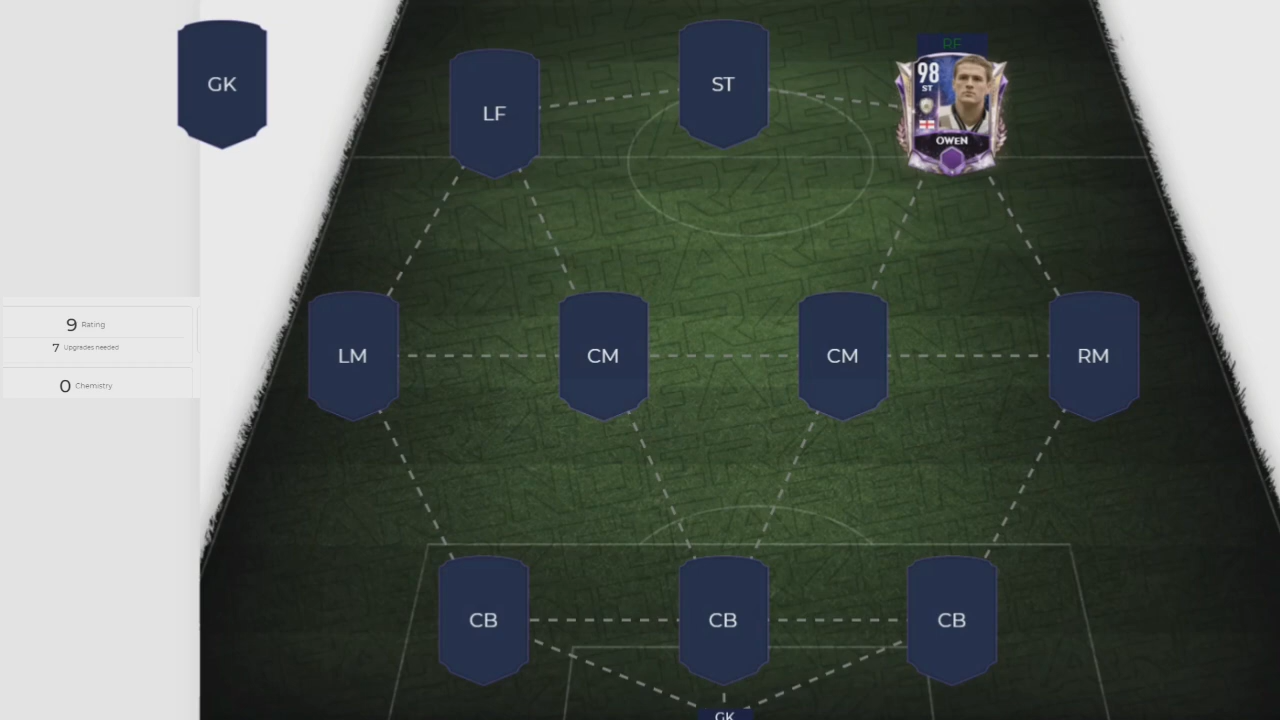 GK
LF
ST
RF
98
ST
OWEN
LM
CM
CM
RM
9 Rating
7 Upgrades needed
0 Chemistry
CB
CB
CB
GK